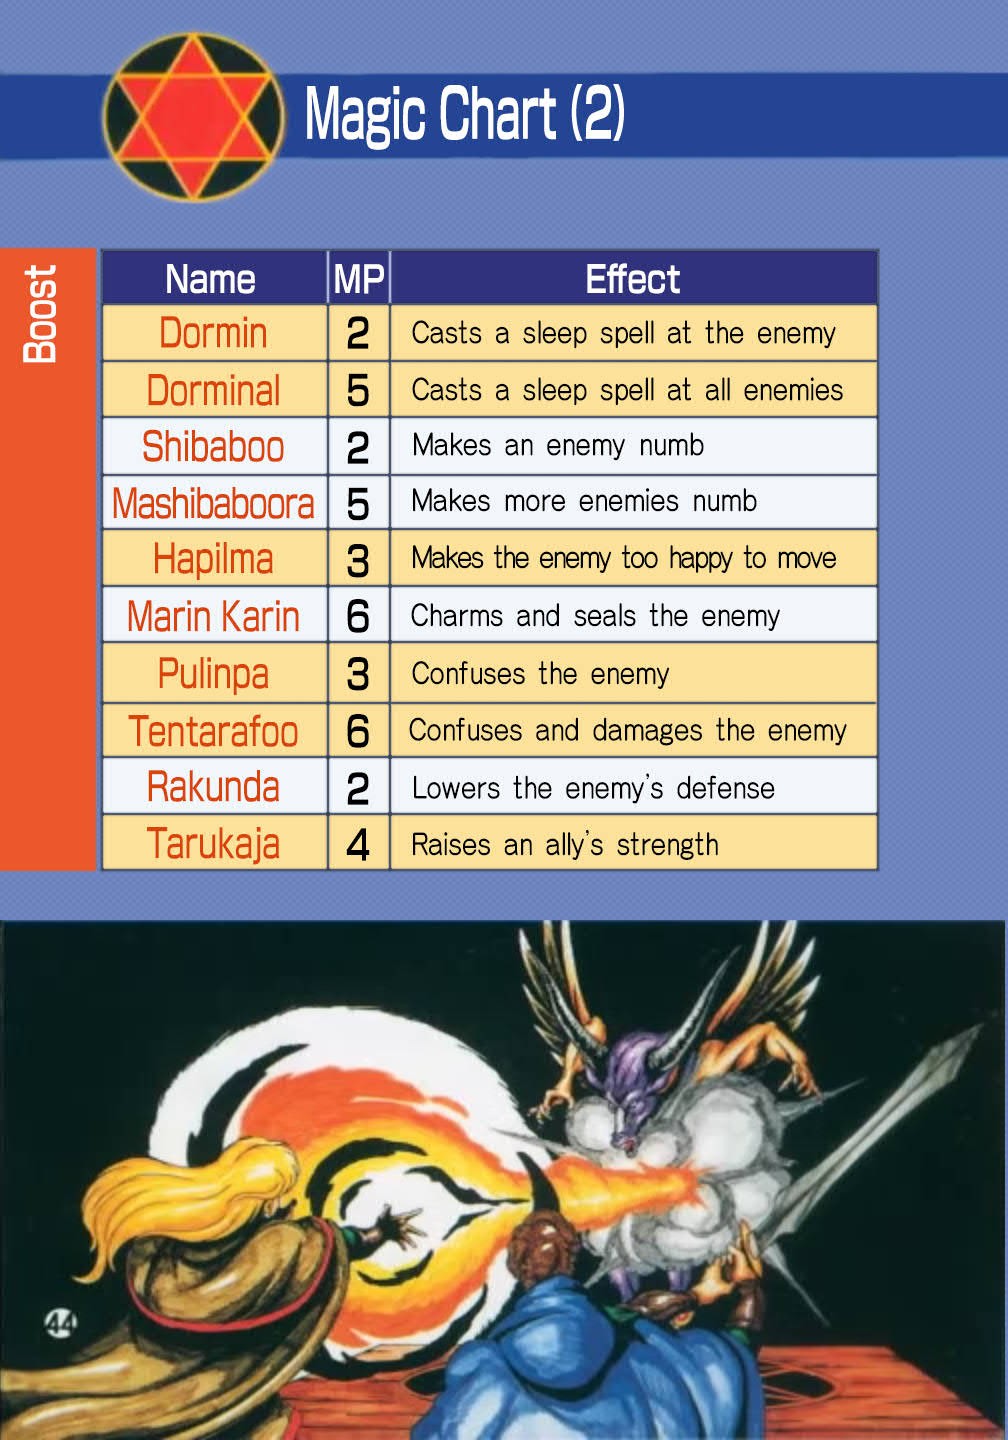 Magic Chart (2)
Boost
Name MP Effect
Dormin 2 Casts a sleep spell at the enemy
Dorminal 5 Casts a sleep spell at all enemies
Shibaboo 2 Makes an enemy numb
Mashibaboora 5 Makes more enemies numb
Hapilma 3 Makes the enemy too happy to move
Marin Karin 6 Charms and seals the enemy
Pulinpa 3 Confuses the enemy
Tentarafoo 6 Confuses and damages the enemy
Rakunda 2 Lowers the enemy's defense
Tarukaja 4 Raises an ally's strength
44